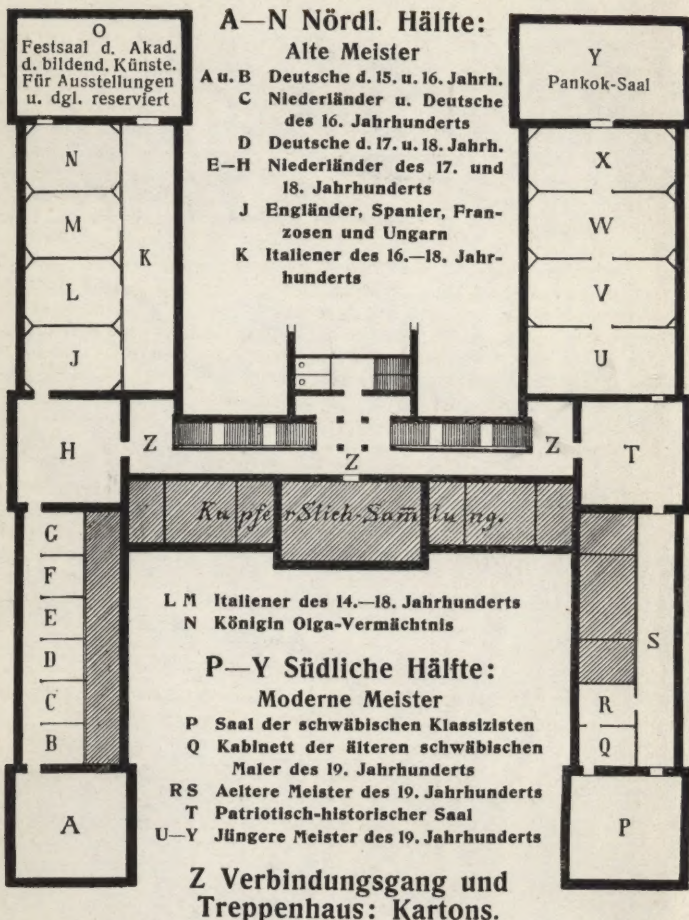 O
Festsaal d. Akad.
d. bildend. Künste.
Für Ausstellungen
u. dgl. reserviert
A—N Nördl. Hälfte:
Alte Meister
A u. B Deutsche d. 15. u. 16. Jahrh.
C Niederländer u. Deutsche
des 16. Jahrhunderts
D Deutsche d. 17. u. 18. Jahrh.
E—H Niederländer des 17. und
18. Jahrhunderts
J Engländer, Spanier, Fran-
zosen und Ungarn
K Italiener des 16.—18. Jahr-
hunderts
Y
Pankok-Saal
N
M
L
J
K
X
W
V
U
H
Z
Z
Z
T
Kupferstich-Sammlung.
G
F
E
D
C
B
A
L M Italiener des 14.—18. Jahrhunderts
N Königin Olga-Vermächtnis
P—Y Südliche Hälfte:
Moderne Meister
P Saal der schwäbischen Klassizisten
Q Kabinett der älteren schwäbischen
Maler des 19. Jahrhunderts
R S Aeltere Meister des 19. Jahrhunderts
T Patriotisch-historischer Saal
U—Y Jüngere Meister des 19. Jahrhunderts
Z Verbindungsgang und
Treppenhaus: Kartons.
S
R
Q
P